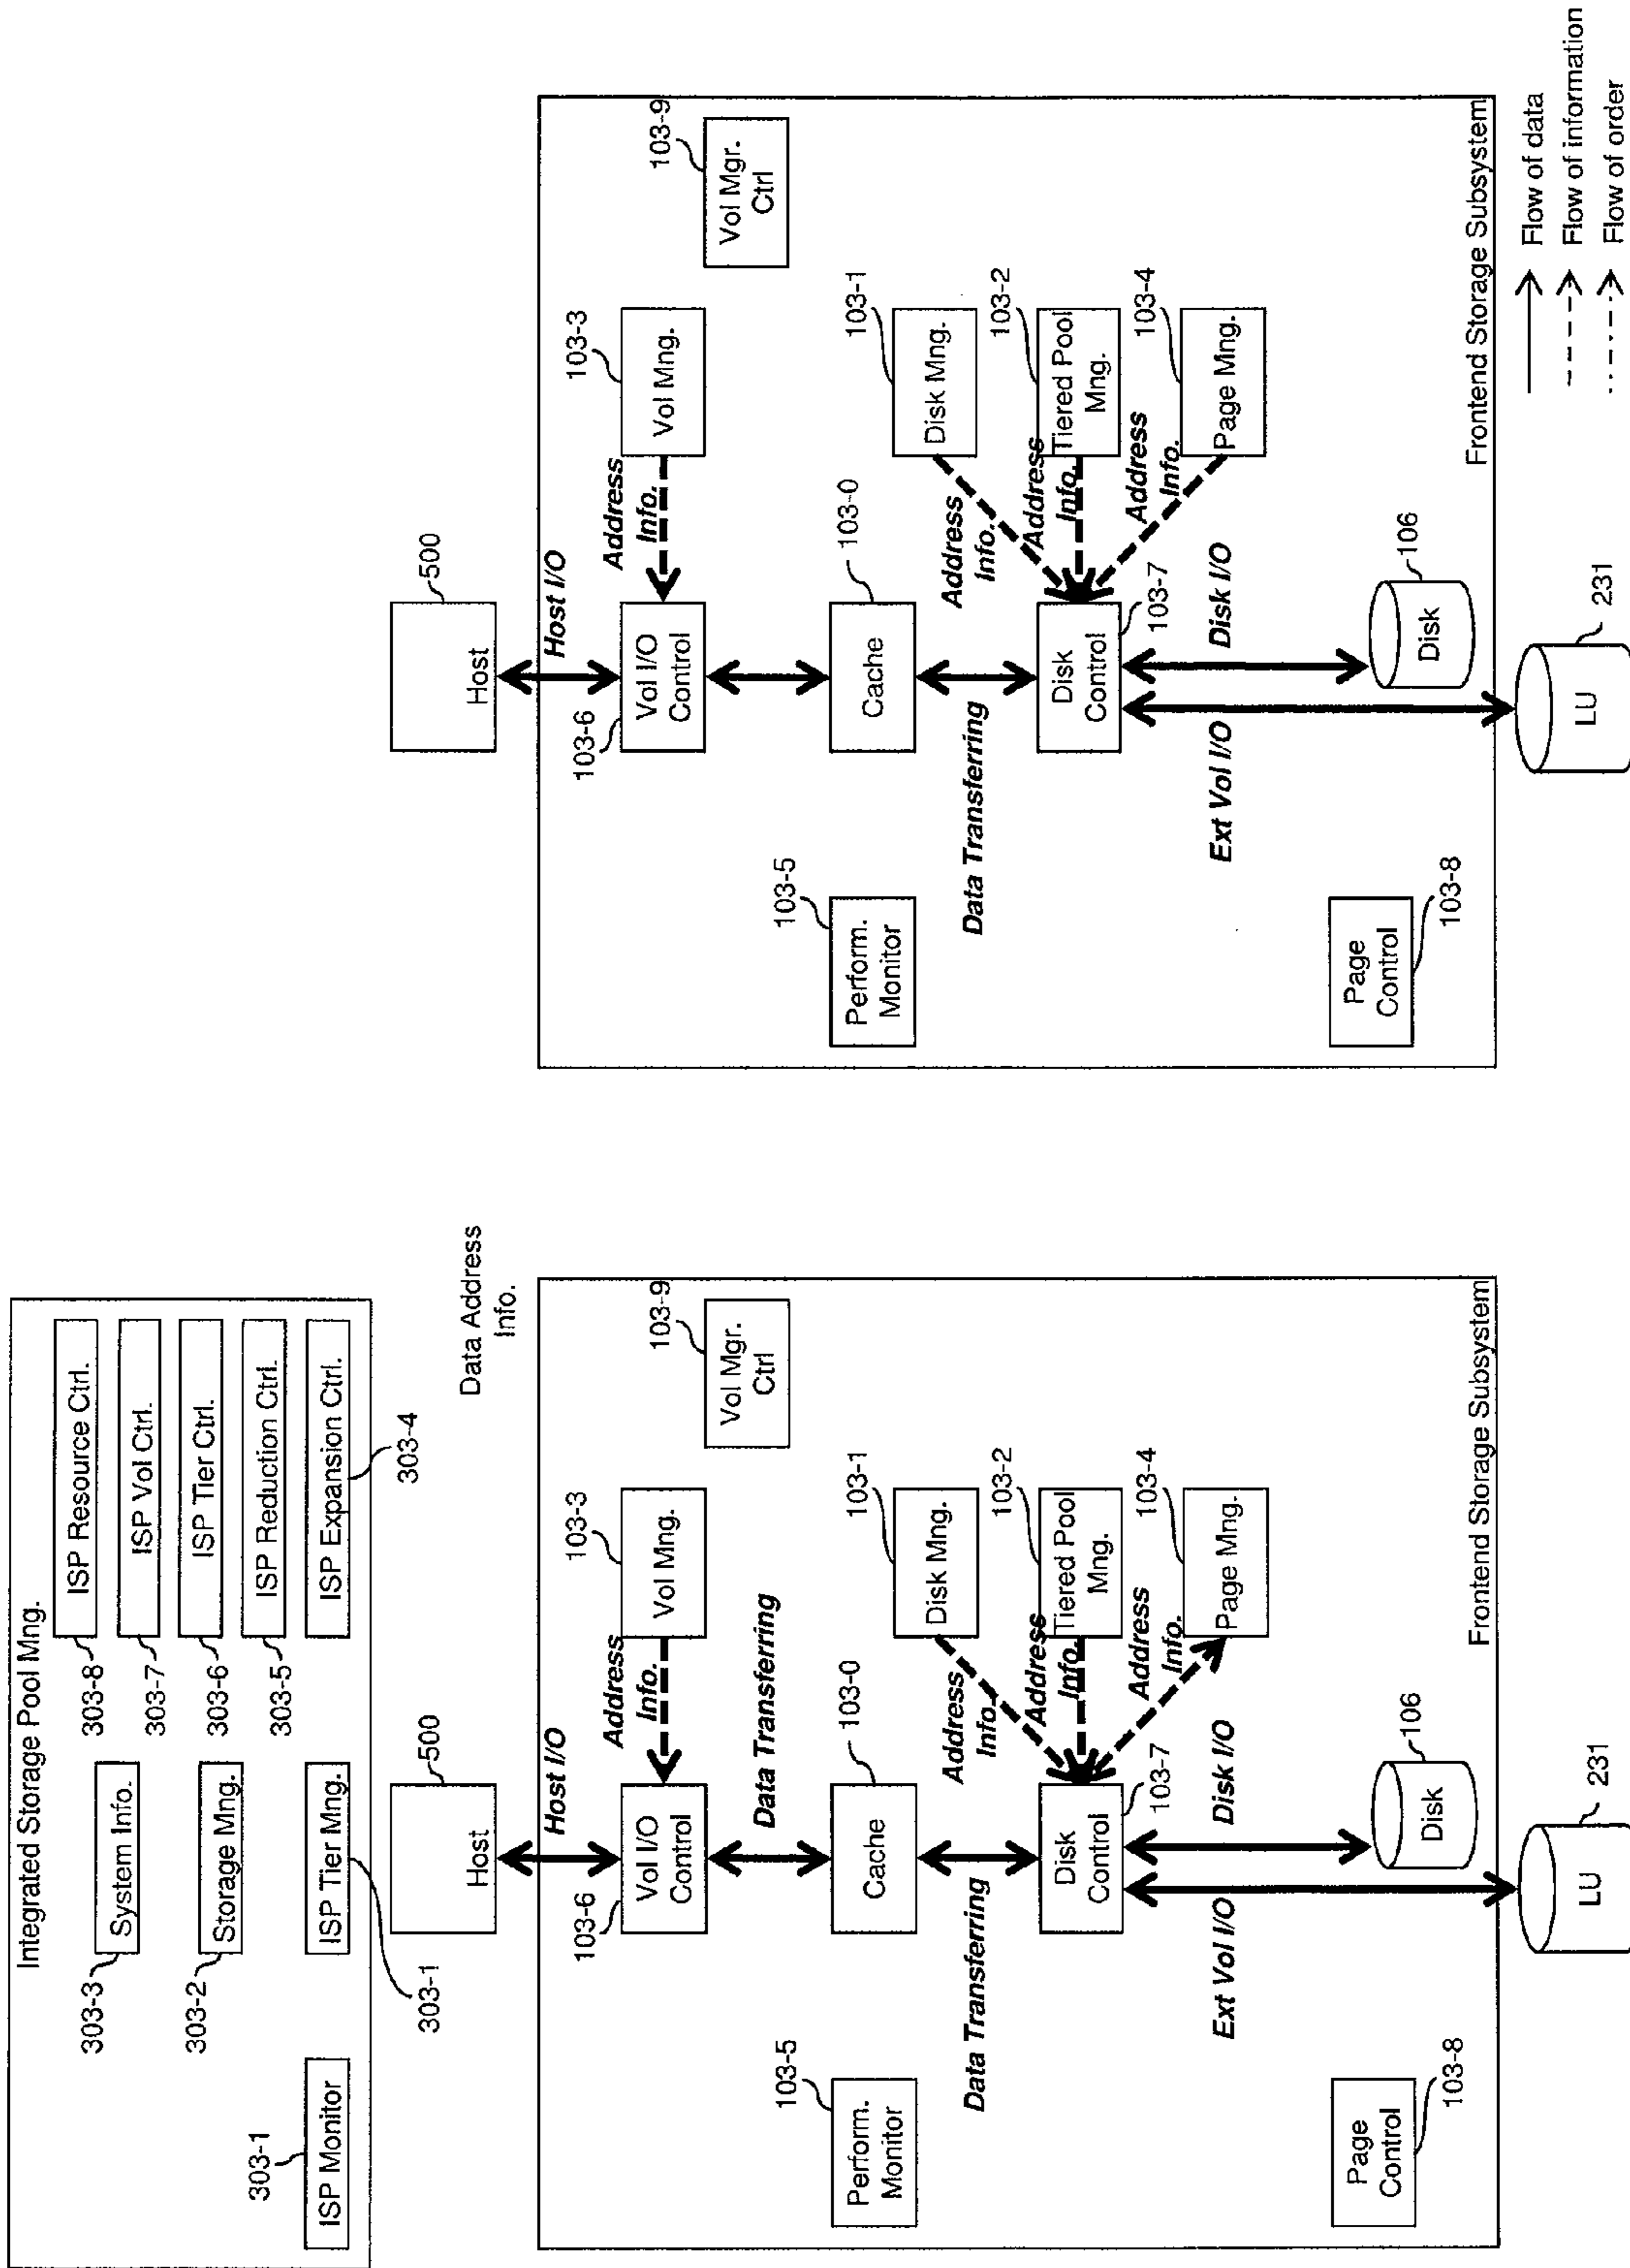 Integrated Storage Pool Mng.
303-3
System Info.
303-8
ISP Resource Ctrl.
303-7
ISP Vol Ctrl.
303-2
Storage Mng.
303-6
ISP Tier Ctrl.
303-5
ISP Reduction Ctrl.
303-1
ISP Monitor
ISP Tier Mng.
303-1
ISP Expansion Ctrl.
303-4
500
Host
Data Address
Info.
Host I/O
103-6
Vol I/O
Control
Address
Info.
103-3
Vol Mng.
103-9
Vol Mgr.
Ctrl
Data Transferring
103-5
Perform.
Monitor
Cache
103-0
103-1
Disk Mng.
Data Transferring
Address
Info.
103-2
Tiered Pool
Mng.
Address
Info.
Disk
Control
103-7
103-4
Page Mng.
Address
Info.
Ext Vol I/O
Disk I/O
Page
Control
103-8
106
Disk
Frontend Storage Subsystem
231
LU
500
Host
Host I/O
103-6
Vol I/O
Control
Address
Info.
103-3
Vol Mng.
103-9
Vol Mgr.
Ctrl
103-5
Perform.
Monitor
Cache
103-0
103-1
Disk Mng.
Data Transferring
Address
Info.
103-2
Tiered Pool
Mng.
Address
Info.
Disk
Control
103-7
103-4
Page Mng.
Address
Info.
Ext Vol I/O
Disk I/O
Page
Control
103-8
106
Disk
Frontend Storage Subsystem
231
LU
Flow of data
Flow of information
Flow of order